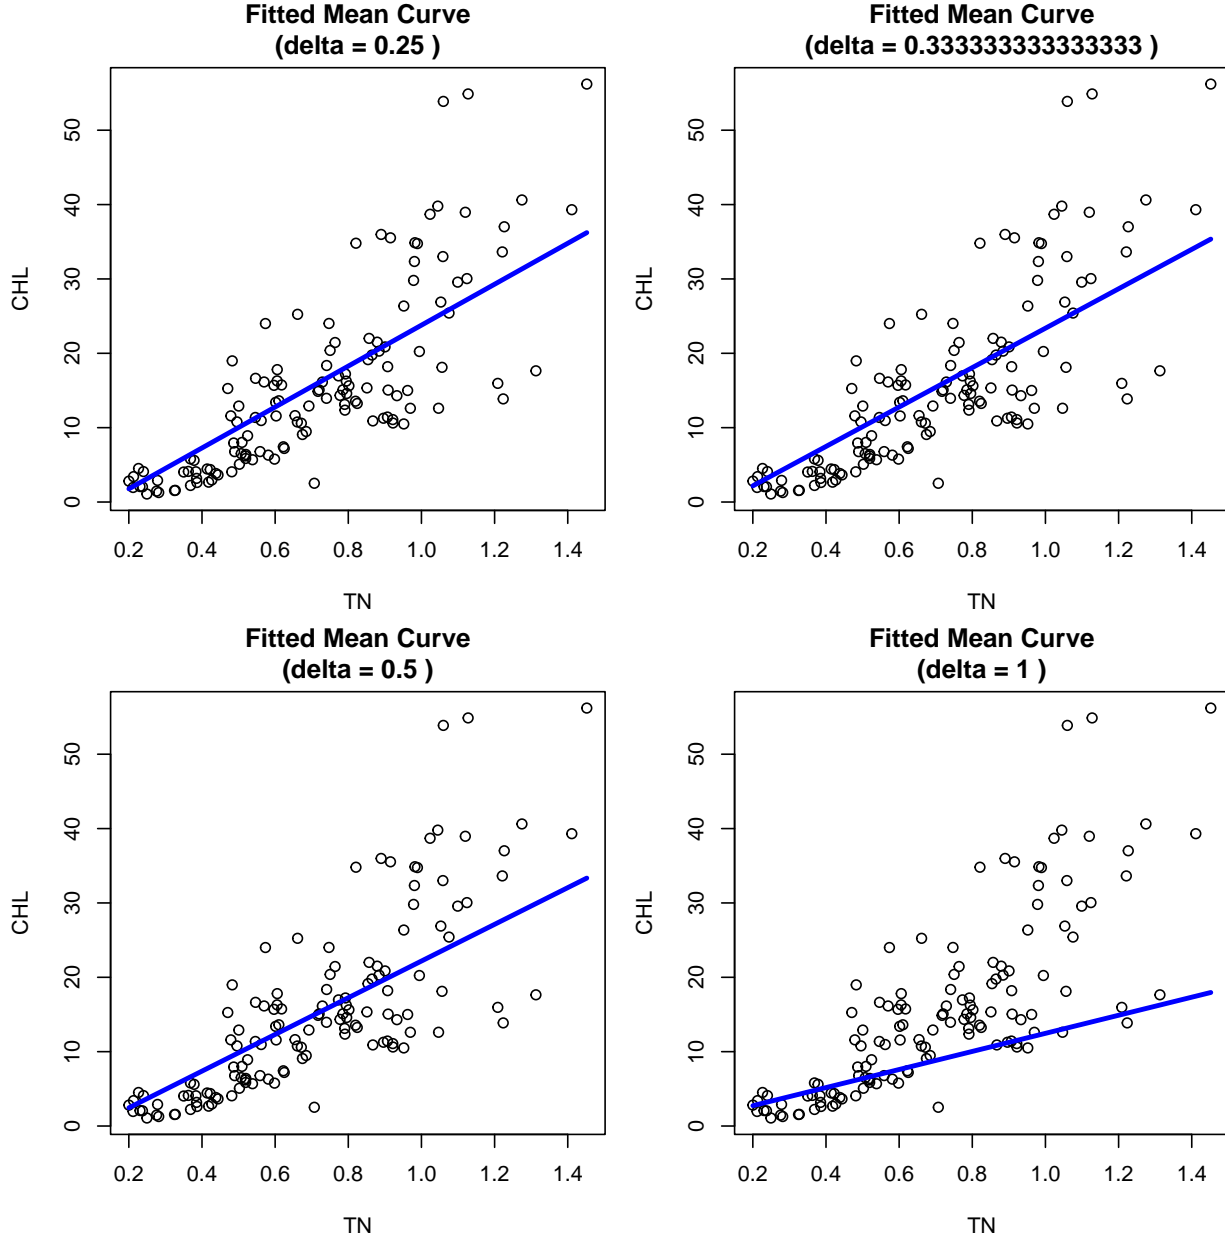 Fitted Mean Curve
(delta = 0.25 )
CHL
0 10 20 30 40 50
0.2 0.4 0.6 0.8 1.0 1.2 1.4
TN
Fitted Mean Curve
(delta = 0.333333333333333 )
CHL
0 10 20 30 40 50
0.2 0.4 0.6 0.8 1.0 1.2 1.4
TN
Fitted Mean Curve
(delta = 0.5 )
CHL
0 10 20 30 40 50
0.2 0.4 0.6 0.8 1.0 1.2 1.4
TN
Fitted Mean Curve
(delta = 1 )
CHL
0 10 20 30 40 50
0.2 0.4 0.6 0.8 1.0 1.2 1.4
TN